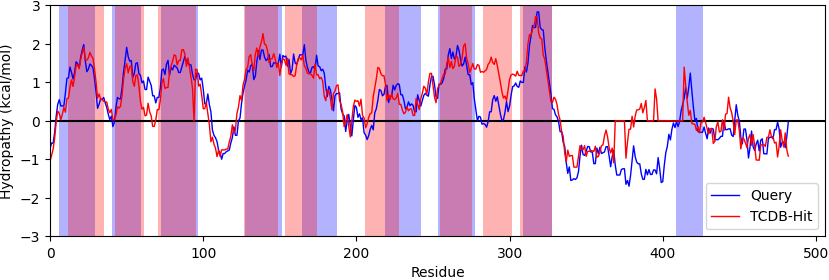 3
2
1
0
−1
−2
−3
Hydropathy (kcal/mol)
0 100 200 300 400 500
Residue
Query
TCDB-Hit